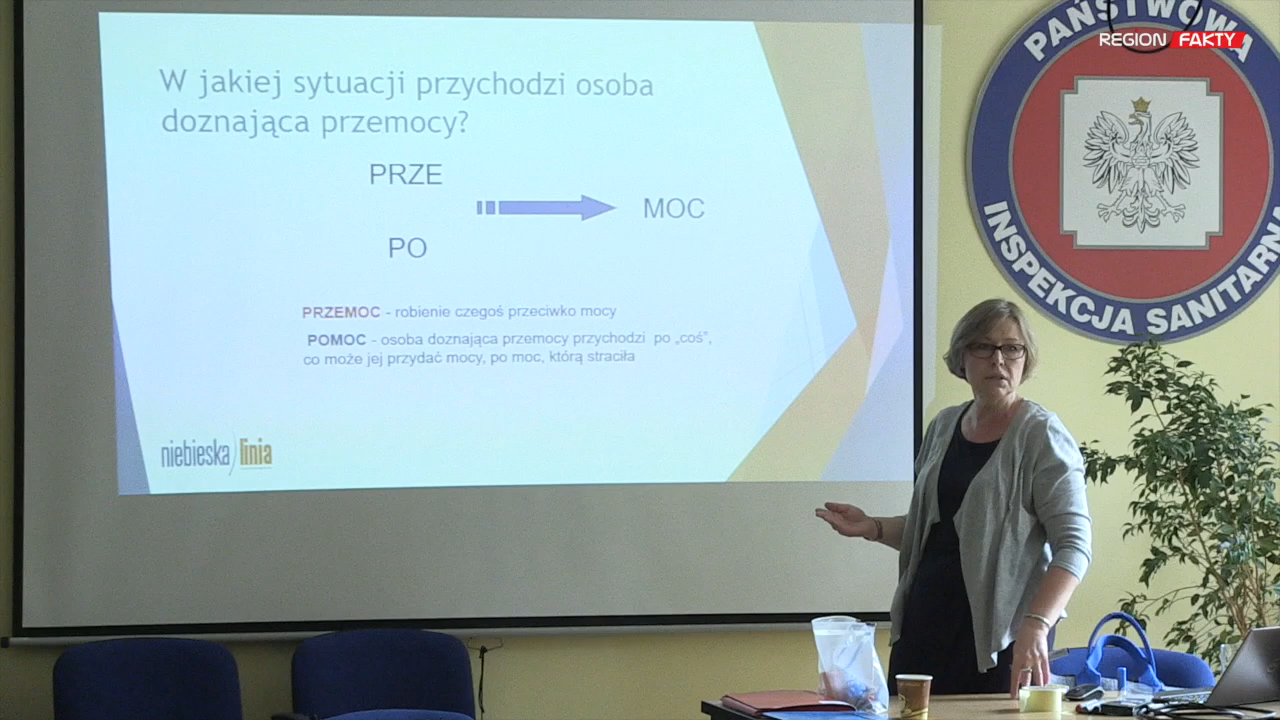 W jakiej sytuacji przychodzi osoba
doznająca przemocy?
PRZE
MOC
PO
PRZEMOC - robienie czegoś przeciwko mocy
POMOC - osoba doznająca przemocy przychodzi po „coś”,
co może jej przydać mocy, po moc, którą straciła
niebieska linia
PAŃSTWOWA
INSPEKCJA SANITARN
REGION FAKTY